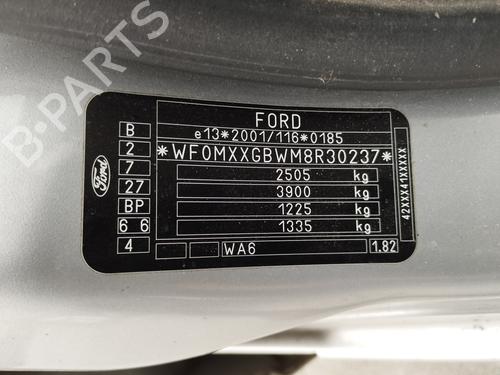 FORD
e13*2001/116*0185
*WF0MXXGBWM8R30237*
2505 kg
3900 kg
1225 kg
1335 kg
WA6 1.82
B
2
7
27
BP
6 6
4
Ford
42XXX41XXXXX
B-PARTS